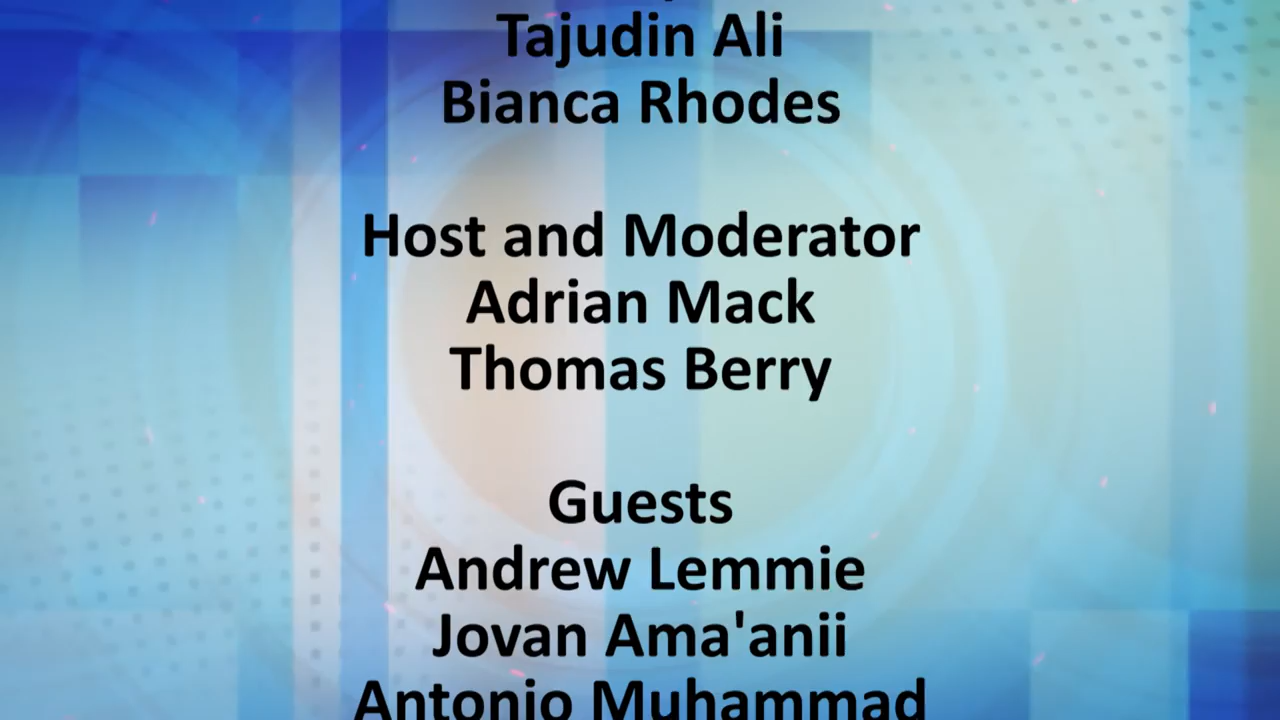 Tajudin Ali
Bianca Rhodes
Host and Moderator
Adrian Mack
Thomas Berry
Guests
Andrew Lemmie
Jovan Ama'anii
Antonio Muhammad